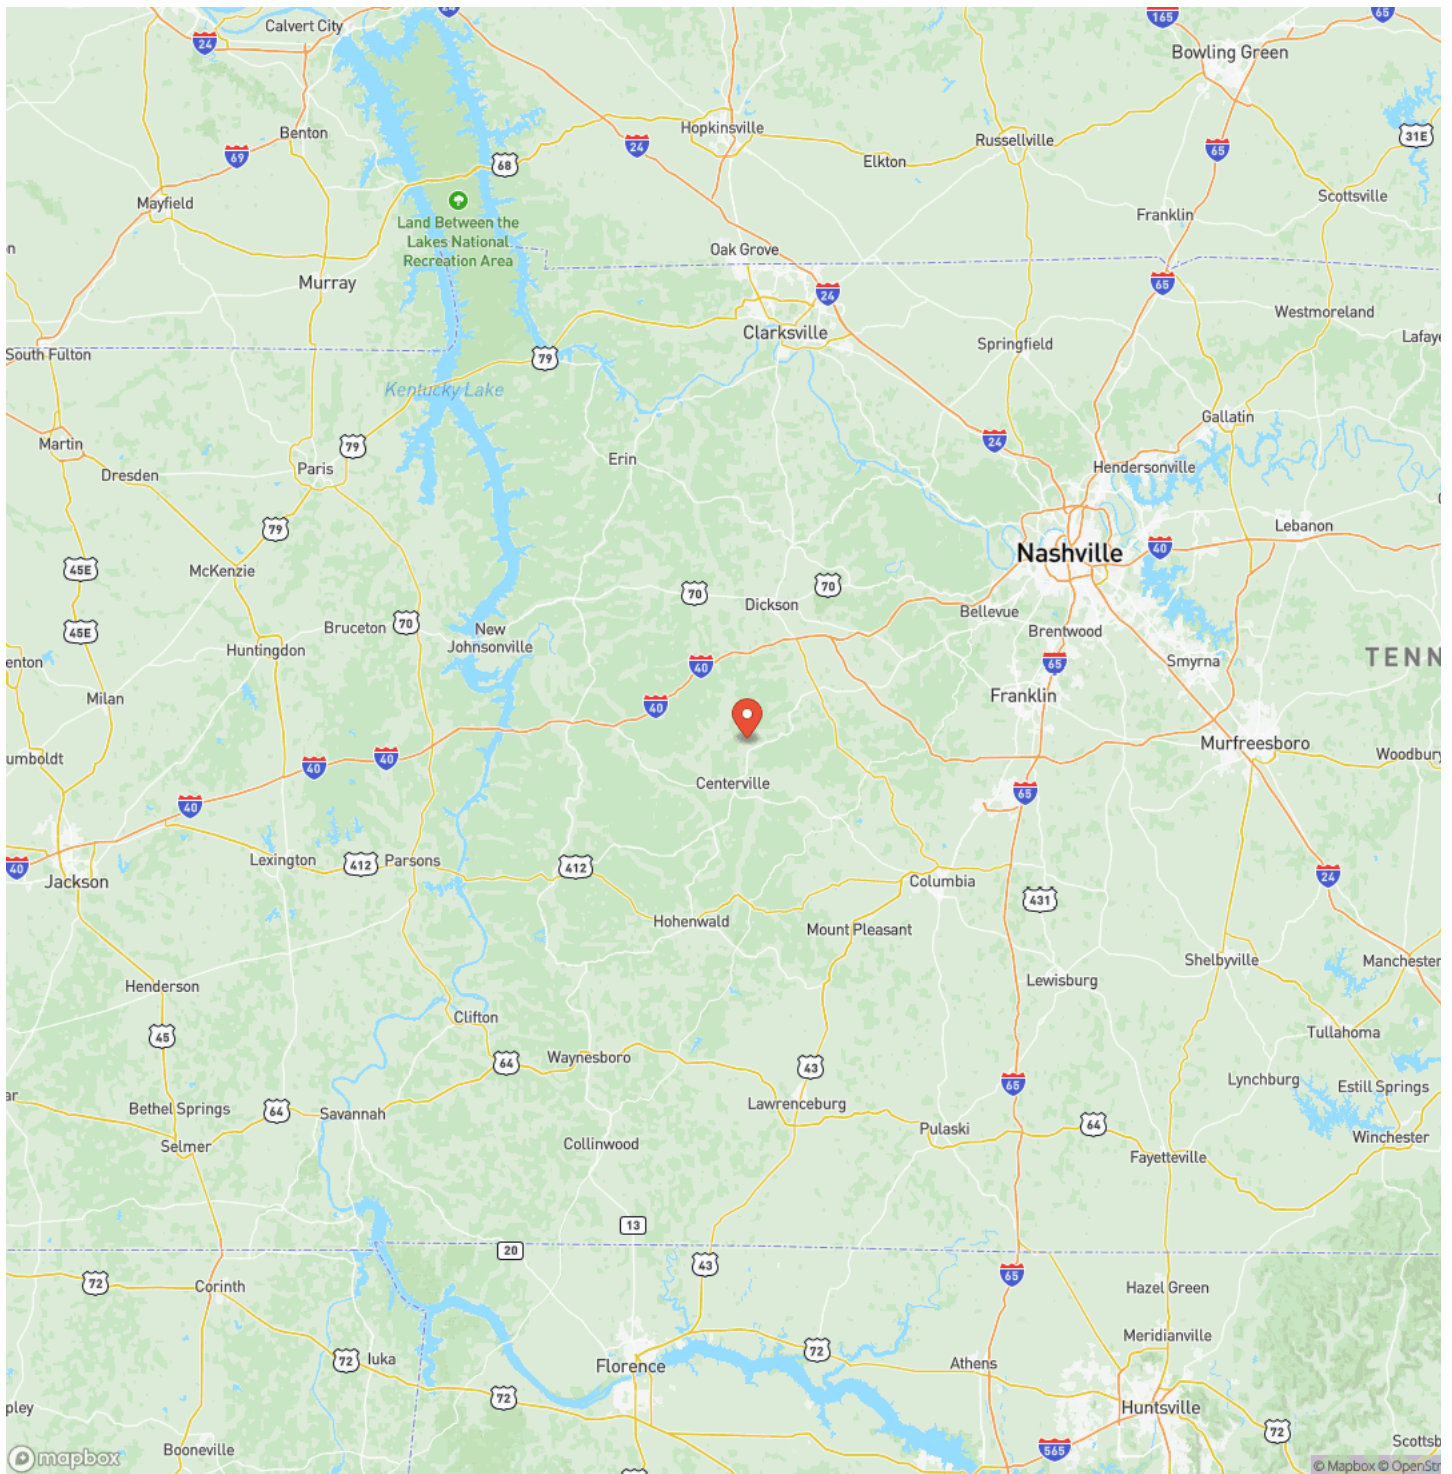 24
165
65
Calvert City
24
Bowling Green
Benton
Hopkinsville
Russellville
31E
24
65
69
68
Elkton
Mayfield
Scottsville
Land Between the
Lakes National
Recreation Area
Franklin
Oak Grove
Murray
65
24
Westmoreland
Clarksville
Springfield
South Fulton
79
Kentucky Lake
Gallatin
Martin
79
24
Erin
Paris
Hendersonville
Dresden
79
Lebanon
Nashville
40
45E
McKenzie
70
70
Dickson
Bellevue
45E
Bruceton
70
New
Johnsonville
Brentwood
Huntingdon
TENN
65
Smyrna
40
Milan
Franklin
40
Murfreesboro
Woodbury
umboldt
40
40
Centerville
65
40
Lexington
412
Parsons
412
40
Jackson
Columbia
24
431
Hohenwald
Mount Pleasant
Shelbyville
Manchester
Lewisburg
Henderson
Clifton
45
Tullahoma
Waynesboro
64
43
65
Lynchburg
Estill Springs
ar
Bethel Springs
64
Savannah
Lawrenceburg
64
Pulaski
Winchester
Selmer
Collinwood
Fayetteville
13
20
43
65
72
Corinth
Hazel Green
Meridianville
72
Iuka
72
Florence
Athens
72
Huntsville
pley
72
Booneville
565
Scottsb
mapbox
© Mapbox © OpenStr